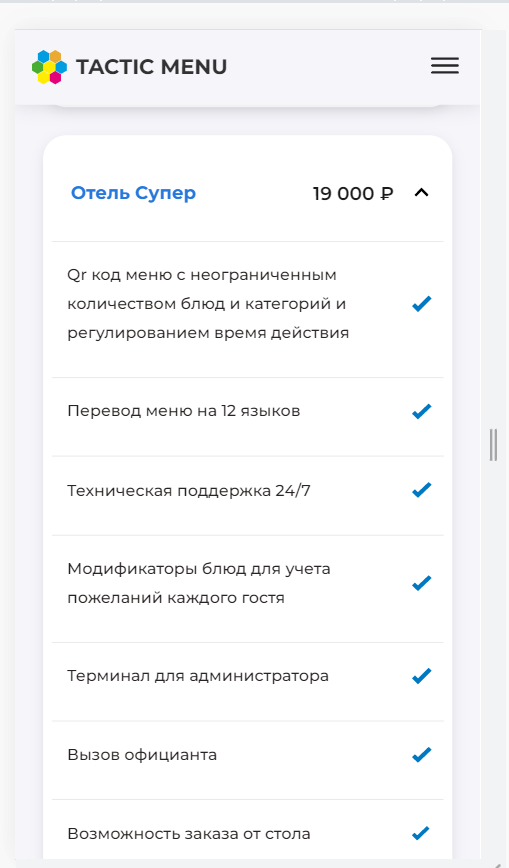 TACTIC MENU
Отель Супер
19 000 ₽
Qr код меню с неограниченным
количеством блюд и категорий и
регулированием время действия
Перевод меню на 12 языков
Техническая поддержка 24/7
Модификаторы блюд для учета
пожеланий каждого гостя
Терминал для администратора
Вызов официанта
Возможность заказа от стола